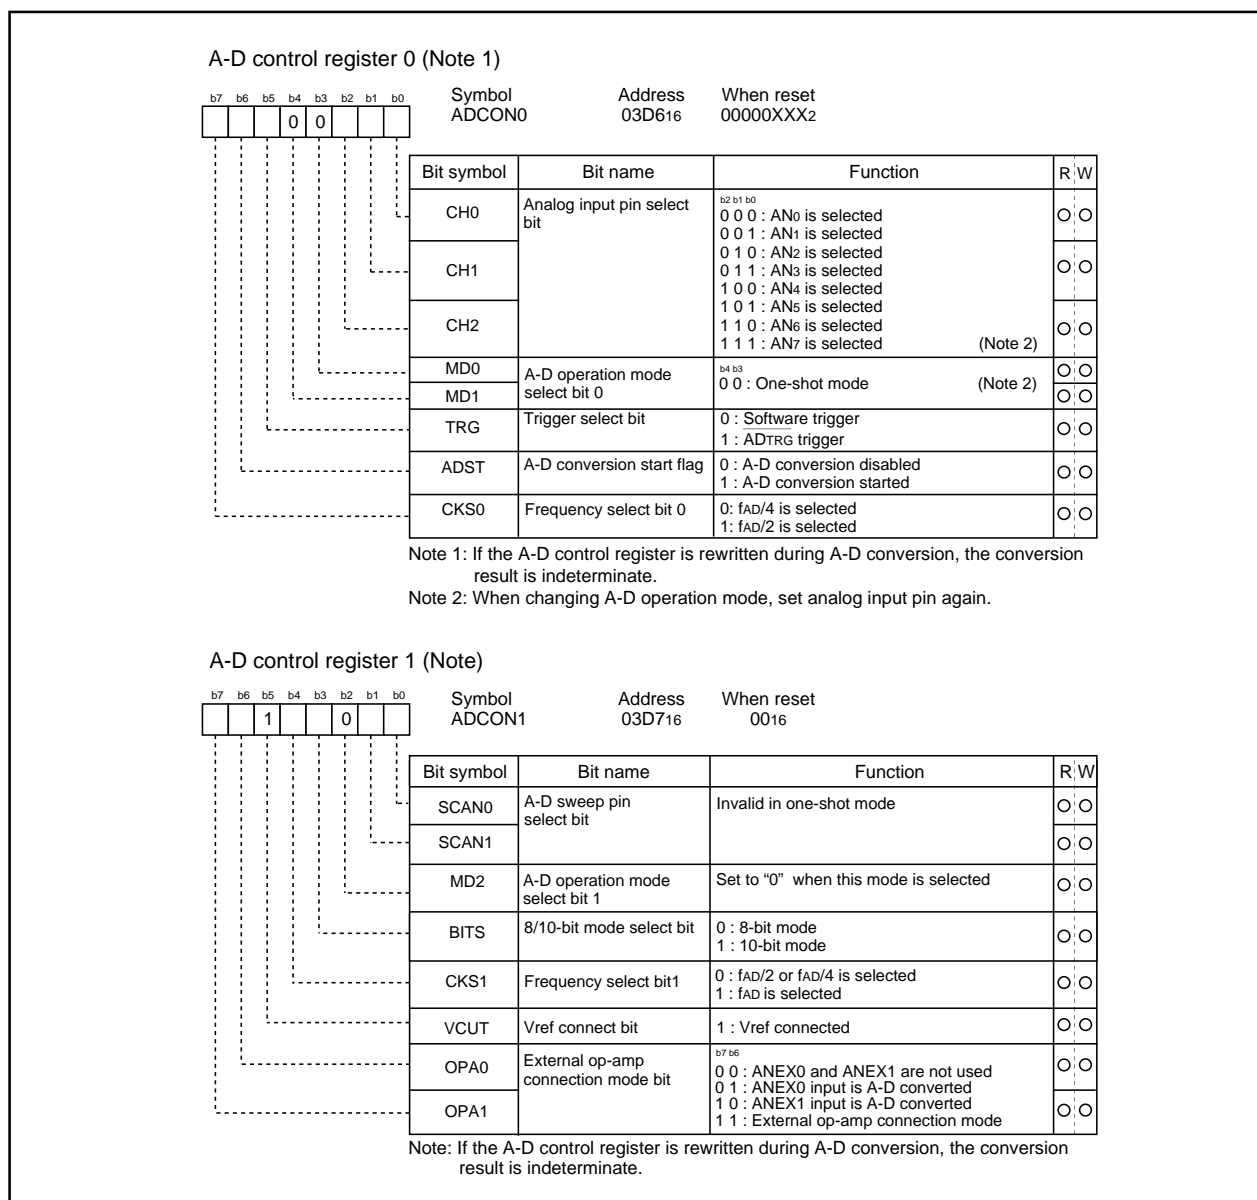 A-D control register 0 (Note 1)
b7 b6 b5 b4 b3 b2 b1 b0
0 0
Symbol Address When reset
ADCON0 03D616 00000XXX2
Bit symbol Bit name Function R W
CH0 Analog input pin select bit
b2 b1 b0
0 0 0 : AN0 is selected
0 0 1 : AN1 is selected
CH1
0 1 0 : AN2 is selected
0 1 1 : AN3 is selected
1 0 0 : AN4 is selected
CH2
1 0 1 : AN5 is selected
1 1 0 : AN6 is selected
1 1 1 : AN7 is selected (Note 2)
MD0
MD1
A-D operation mode
select bit 0
b4 b3
0 0 : One-shot mode (Note 2)
TRG Trigger select bit
0 : Software trigger
1 : ADTRG trigger
ADST A-D conversion start flag
0 : A-D conversion disabled
1 : A-D conversion started
CKS0 Frequency select bit 0
0: fAD/4 is selected
1: fAD/2 is selected
Note 1: If the A-D control register is rewritten during A-D conversion, the conversion
result is indeterminate.
Note 2: When changing A-D operation mode, set analog input pin again.
A-D control register 1 (Note)
b7 b6 b5 b4 b3 b2 b1 b0
1 0
Symbol Address When reset
ADCON1 03D716 0016
Bit symbol Bit name Function R W
SCAN0
SCAN1
A-D sweep pin
select bit
Invalid in one-shot mode
MD2
A-D operation mode
select bit 1
Set to “0” when this mode is selected
BITS 8/10-bit mode select bit
0 : 8-bit mode
1 : 10-bit mode
CKS1 Frequency select bit1
0 : fAD/2 or fAD/4 is selected
1 : fAD is selected
VCUT Vref connect bit 1 : Vref connected
OPA0
OPA1
External op-amp
connection mode bit
b7 b6
0 0 : ANEX0 and ANEX1 are not used
0 1 : ANEX0 input is A-D converted
1 0 : ANEX1 input is A-D converted
1 1 : External op-amp connection mode
Note: If the A-D control register is rewritten during A-D conversion, the conversion
result is indeterminate.